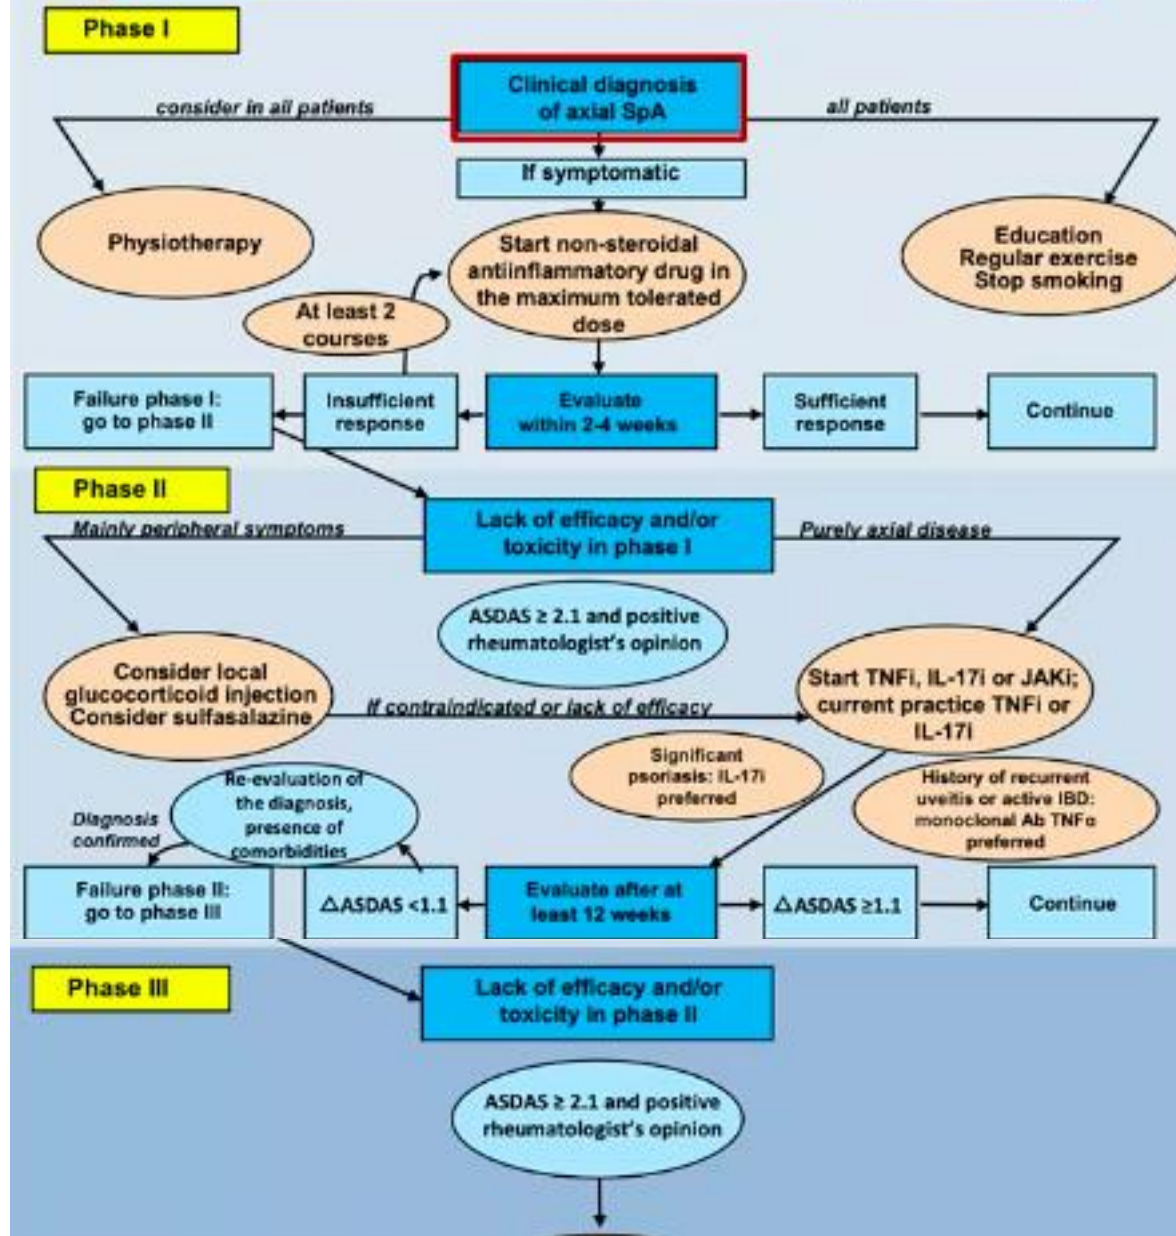 Phase I
Clinical diagnosis
of axial SpA
consider in all patients
all patients
If symptomatic
Physiotherapy
Start non-steroidal
antiinflammatory drug in
the maximum tolerated
dose
Education
Regular exercise
Stop smoking
At least 2
courses
Failure phase I:
go to phase II
Insufficient
response
Evaluate
within 2-4 weeks
Sufficient
response
Continue
Phase II
Lack of efficacy and/or
toxicity in phase I
Mainly peripheral symptoms
Purely axial disease
ASDAS ≥ 2.1 and positive
rheumatologist's opinion
Consider local
glucocorticoid injection
Consider sulfasalazine
If contraindicated or lack of efficacy
Start TNFi, IL-17i or JAKi;
current practice TNFi or
IL-17i
Significant
psoriasis: IL-17i
preferred
History of recurrent
uveitis or active IBD:
monoclonal Ab TNFα
preferred
Re-evaluation of
the diagnosis,
presence of
comorbidities
Diagnosis
confirmed
Failure phase II:
go to phase III
△ASDAS <1.1
Evaluate after at
least 12 weeks
△ASDAS ≥1.1
Continue
Phase III
Lack of efficacy and/or
toxicity in phase II
ASDAS ≥ 2.1 and positive
rheumatologist's opinion